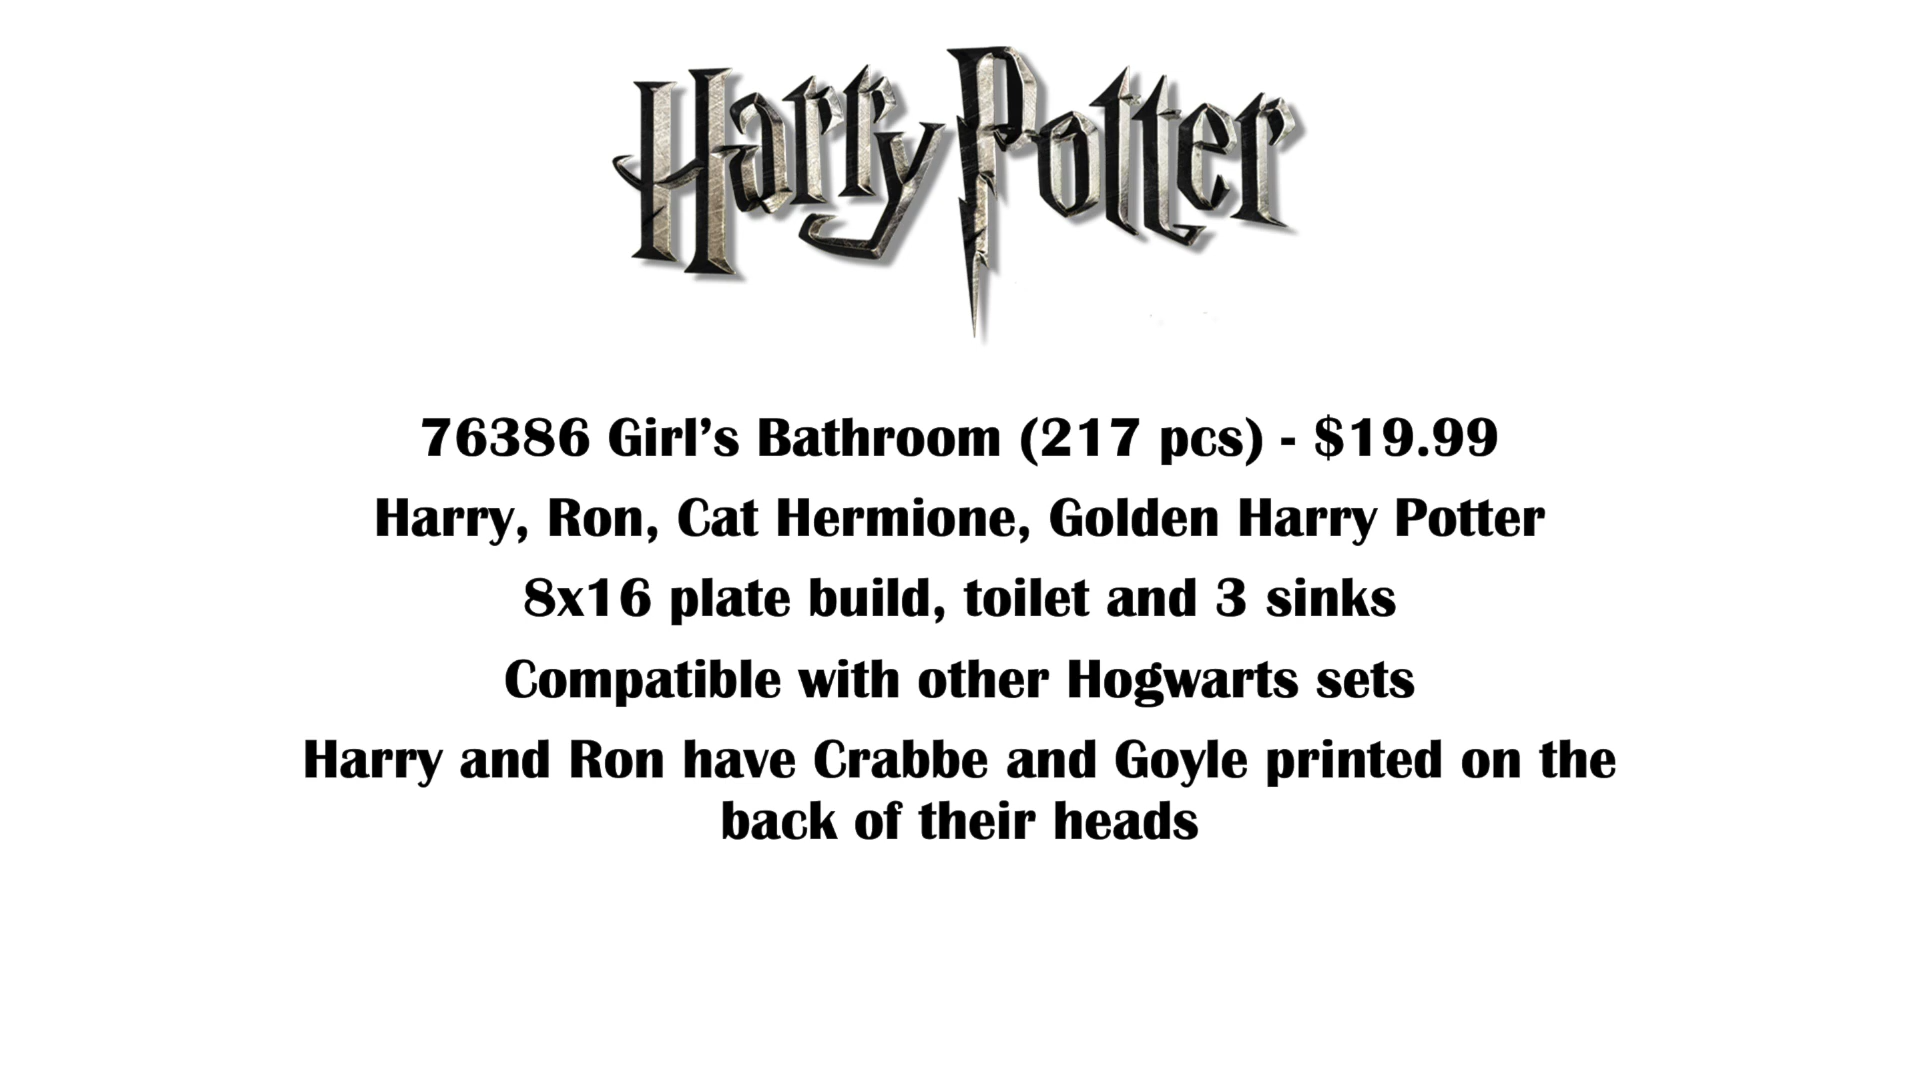 Harry Potter
76386 Girl’s Bathroom (217 pcs) - $19.99
Harry, Ron, Cat Hermione, Golden Harry Potter
8x16 plate build, toilet and 3 sinks
Compatible with other Hogwarts sets
Harry and Ron have Crabbe and Goyle printed on the
back of their heads